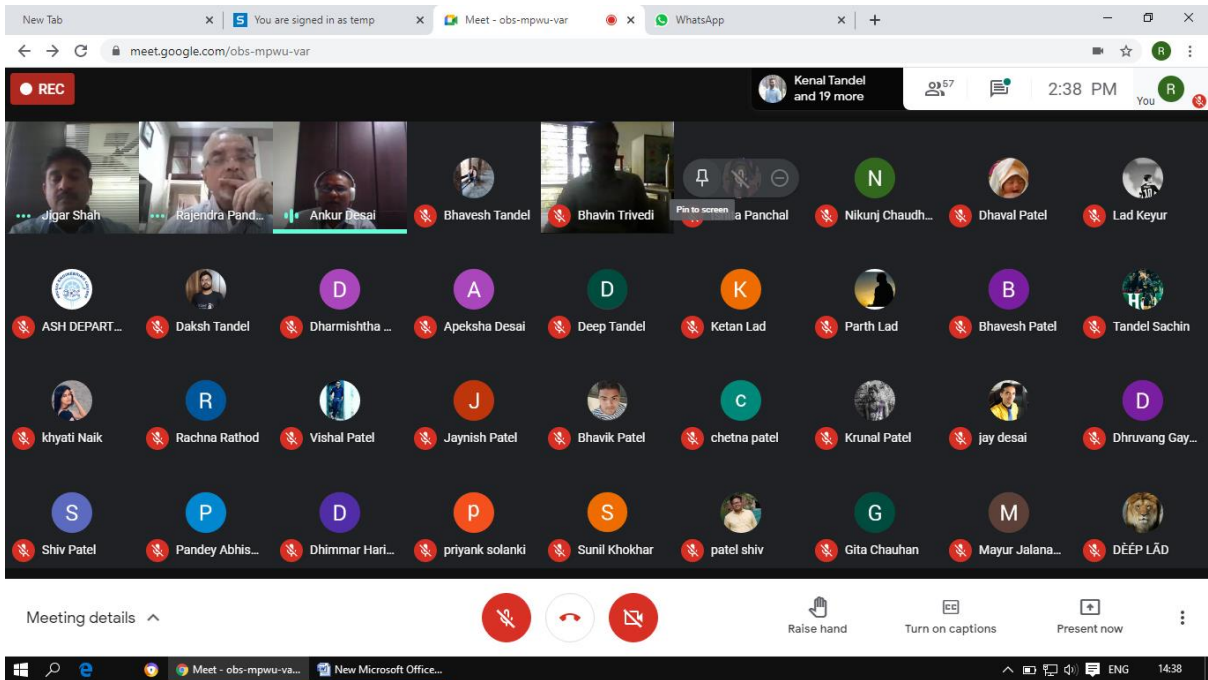 New Tab
S You are signed in as temp
Meet - obs-mpwu-var
WhatsApp
meet.google.com/obs-mpwu-var
R
REC
Kenal Tandel
and 19 more
57
2:38 PM
You
R
Jigar Shah
Rajendra Pand...
Ankur Desai
Bhavesh Tandel
Bhavin Trivedi
Pin to screen
a Panchal
N
Nikunj Chaudh...
Dhaval Patel
Lad Keyur
ASH DEPART...
Daksh Tandel
D
Dharmishtha ...
A
Apeksha Desai
D
Deep Tandel
K
Ketan Lad
Parth Lad
B
Bhavesh Patel
Tandel Sachin
khyati Naik
R
Rachna Rathod
Vishal Patel
J
Jaynish Patel
Bhavik Patel
c
chetna patel
Krunal Patel
jay desai
D
Dhruvang Gay...
S
Shiv Patel
P
Pandey Abhis...
D
Dhimmar Hari...
p
priyank solanki
S
Sunil Khokhar
patel shiv
G
Gita Chauhan
M
Mayur Jalana...
DÈÉP LÃD
Meeting details
Raise hand
CC
Turn on captions
Present now
Meet - obs-mpwu-va...
New Microsoft Office...
ENG
14:38